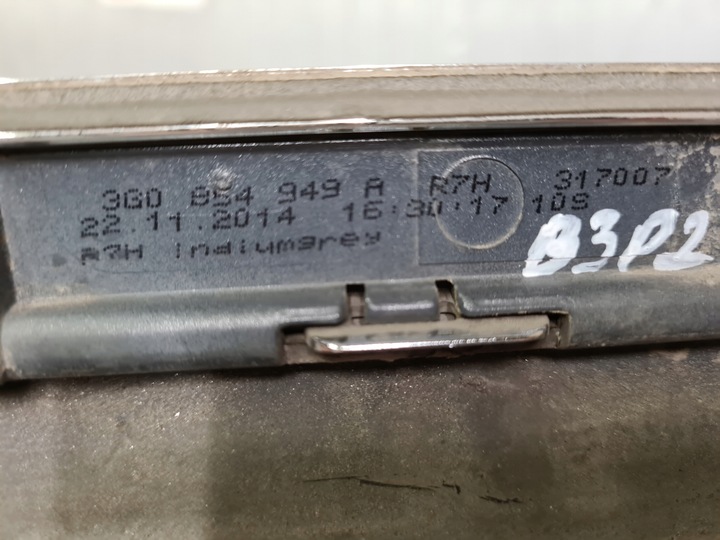 3G0 854 949 A R7H 317007
22.11.2014 16:30:17 10S
R7H indiumgrey
B3P2